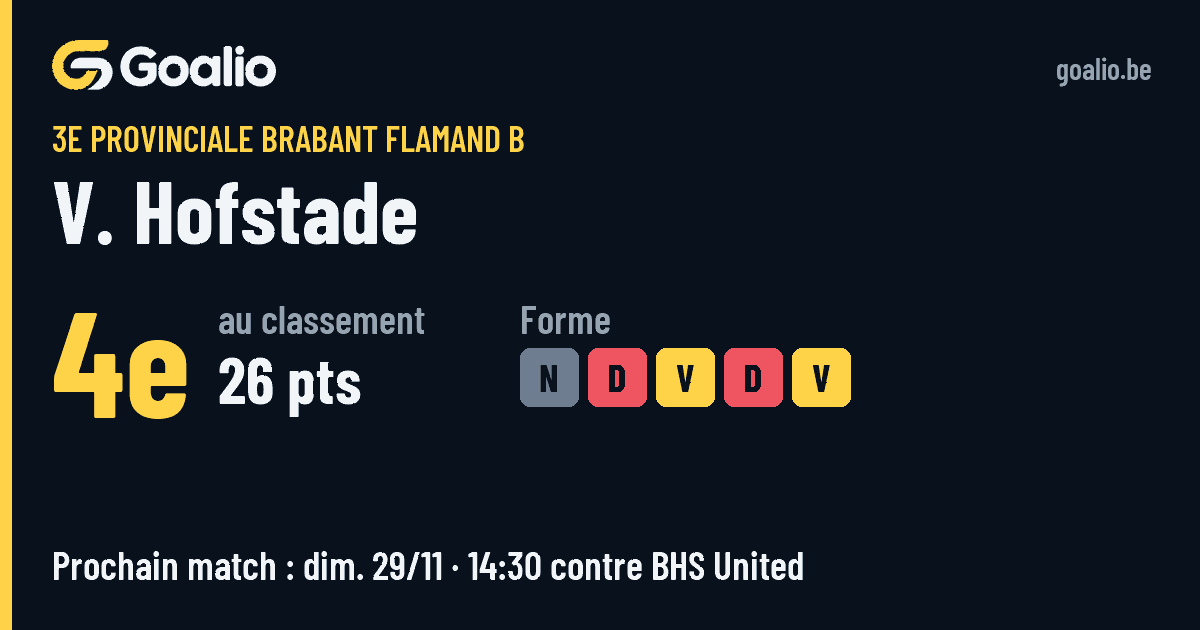 Goalio
goalio.be
3E PROVINCIALE BRABANT FLAMAND B
V. Hofstade
4e
au classement
26 pts
Forme
N D V D V
Prochain match : dim. 29/11 · 14:30 contre BHS United